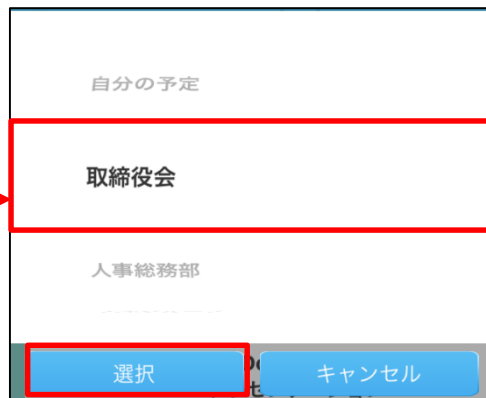 自分の予定
取締役会
人事総務部
選択
キャンセル